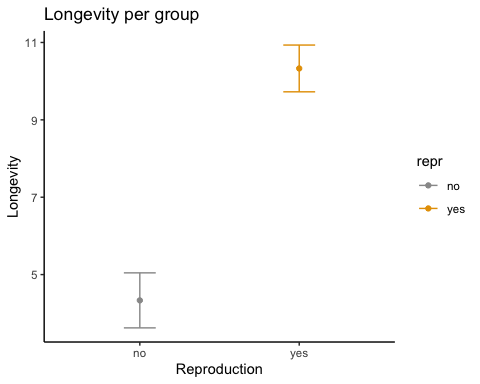 Longevity per group
11
9
7
5
Longevity
no
yes
Reproduction
repr
no
yes